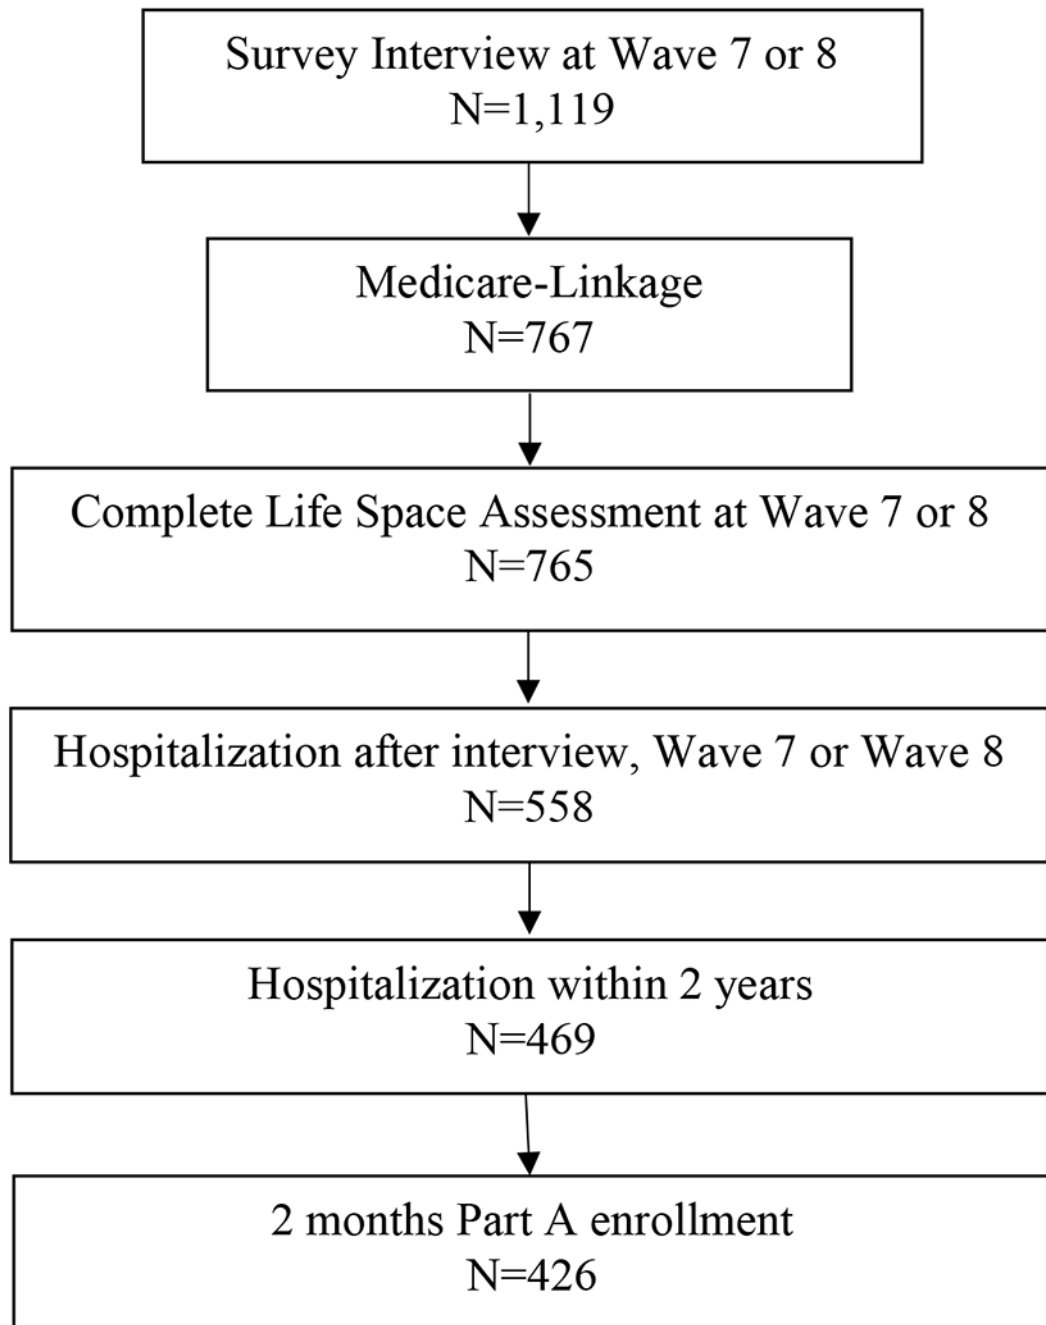 Survey Interview at Wave 7 or 8
N=1,119
Medicare-Linkage
N=767
Complete Life Space Assessment at Wave 7 or 8
N=765
Hospitalization after interview, Wave 7 or Wave 8
N=558
Hospitalization within 2 years
N=469
2 months Part A enrollment
N=426